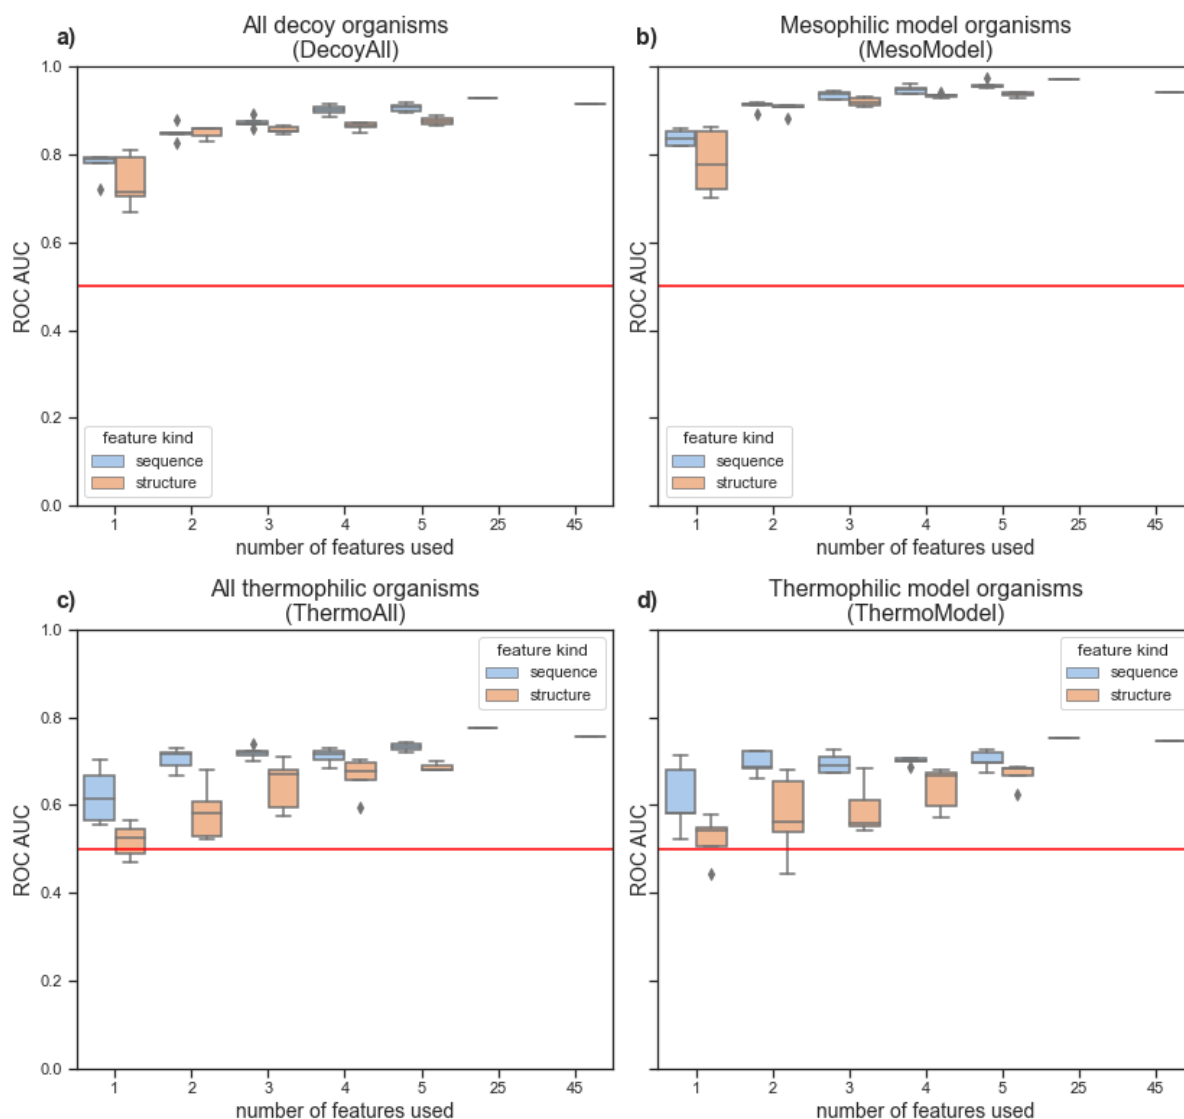 a)
All decoy organisms
(DecoyAll)
ROC AUC
1.0
0.8
0.6
0.4
0.2
0.0
feature kind
sequence
structure
1 2 3 4 5 25 45
number of features used
b)
Mesophilic model organisms
(MesoModel)
ROC AUC
feature kind
sequence
structure
1 2 3 4 5 25 45
number of features used
c)
All thermophilic organisms
(ThermoAll)
ROC AUC
1.0
0.8
0.6
0.4
0.2
0.0
feature kind
sequence
structure
1 2 3 4 5 25 45
number of features used
d)
Thermophilic model organisms
(ThermoModel)
ROC AUC
feature kind
sequence
structure
1 2 3 4 5 25 45
number of features used